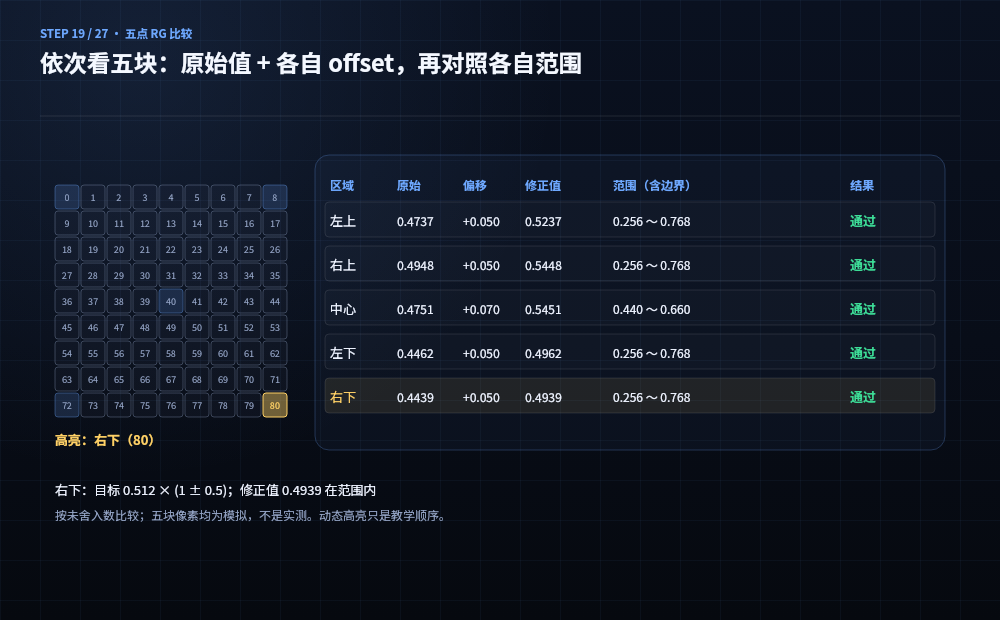 STEP 19 / 27 · 五点 RG 比较
依次看五块：原始值 + 各自 offset，再对照各自范围
0 1 2 3 4 5 6 7 8
9 10 11 12 13 14 15 16 17
18 19 20 21 22 23 24 25 26
27 28 29 30 31 32 33 34 35
36 37 38 39 40 41 42 43 44
45 46 47 48 49 50 51 52 53
54 55 56 57 58 59 60 61 62
63 64 65 66 67 68 69 70 71
72 73 74 75 76 77 78 79 80
高亮：右下（80）
区域 原始 偏移 修正值 范围（含边界） 结果
左上 0.4737 +0.050 0.5237 0.256～0.768 通过
右上 0.4948 +0.050 0.5448 0.256～0.768 通过
中心 0.4751 +0.070 0.5451 0.440～0.660 通过
左下 0.4462 +0.050 0.4962 0.256～0.768 通过
右下 0.4439 +0.050 0.4939 0.256～0.768 通过
右下：目标 0.512 × (1 ± 0.5)；修正值 0.4939 在范围内
按未舍入数比较；五块像素均为模拟，不是实测。动态高亮只是教学顺序。